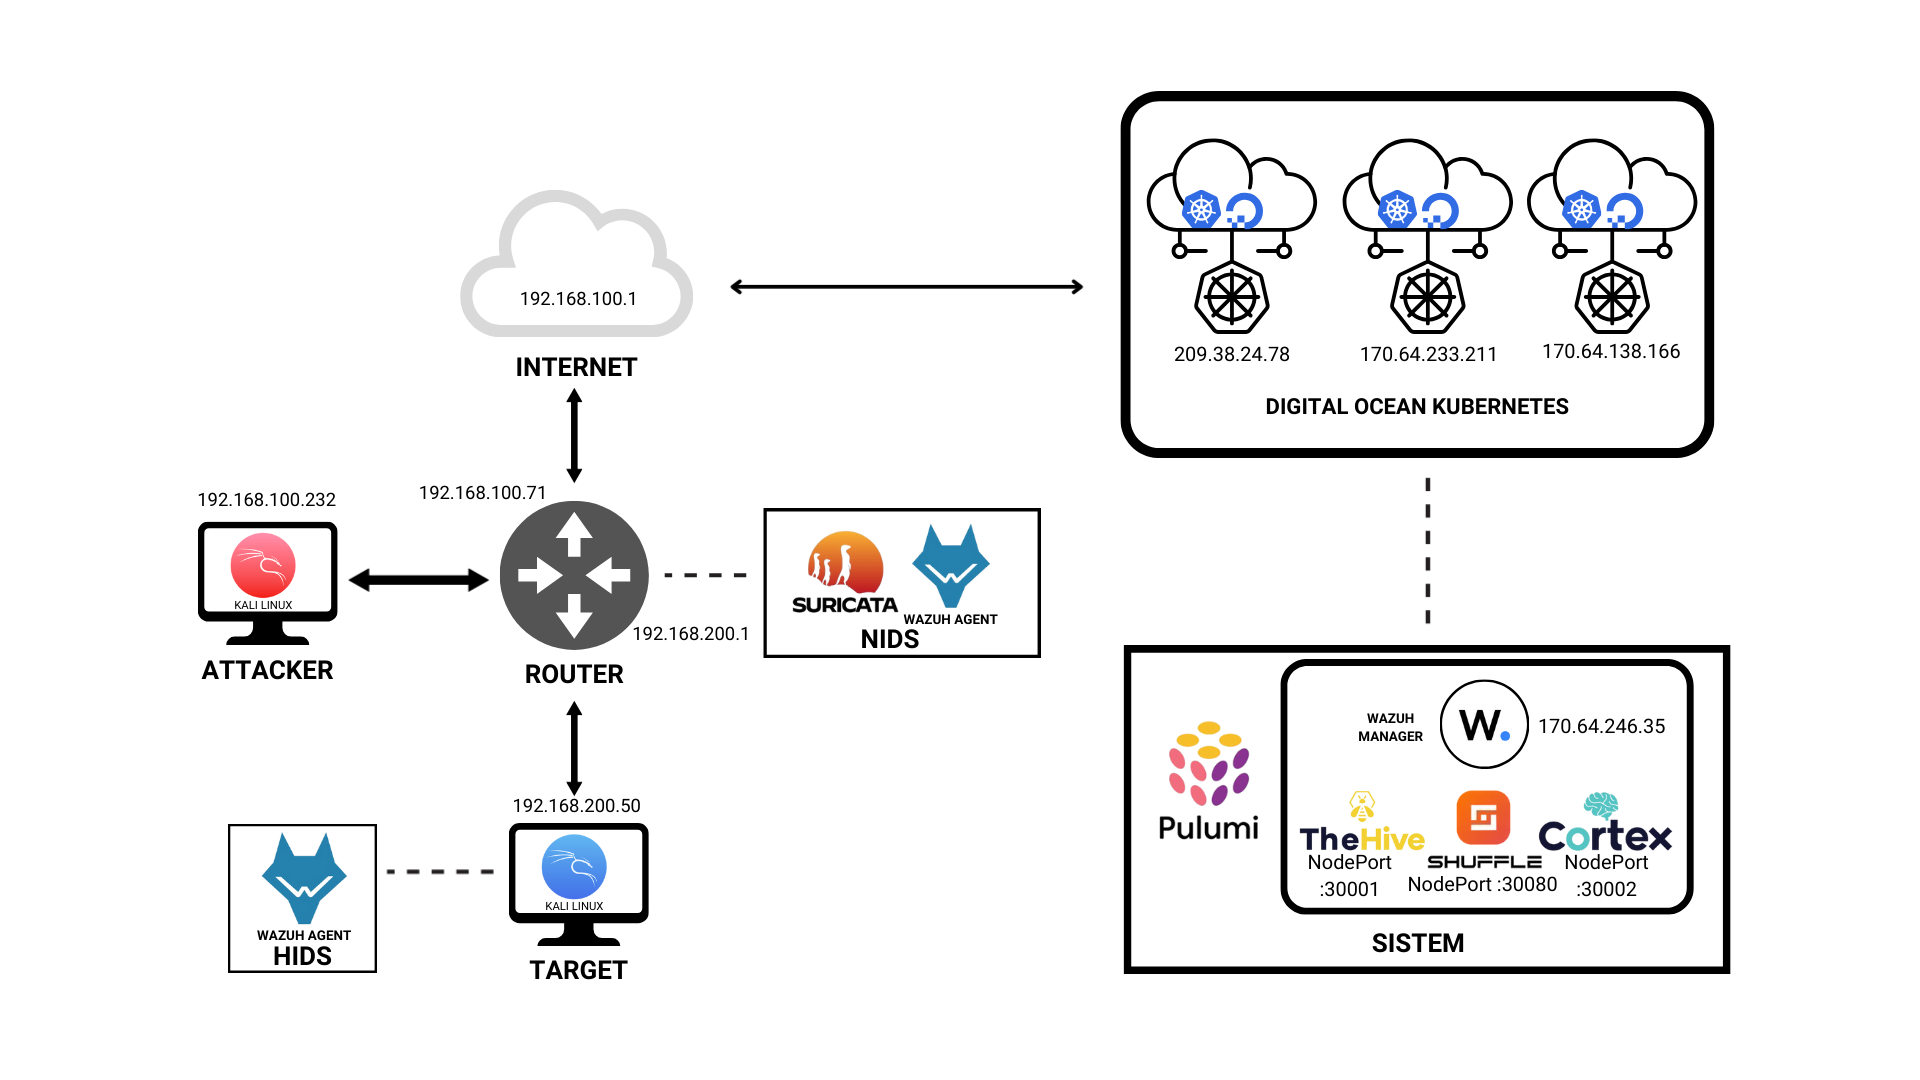 192.168.100.1
INTERNET
209.38.24.78
170.64.233.211
170.64.138.166
DIGITAL OCEAN KUBERNETES
192.168.100.232
KALI LINUX
ATTACKER
192.168.100.71
192.168.200.1
ROUTER
SURICATA
WAZUH AGENT
NIDS
192.168.200.50
KALI LINUX
TARGET
WAZUH AGENT
HIDS
Pulumi
WAZUH
MANAGER
W.
170.64.246.35
TheHive
NodePort
:30001
SHUFFLE
NodePort :30080
Cortex
NodePort
:30002
SISTEM